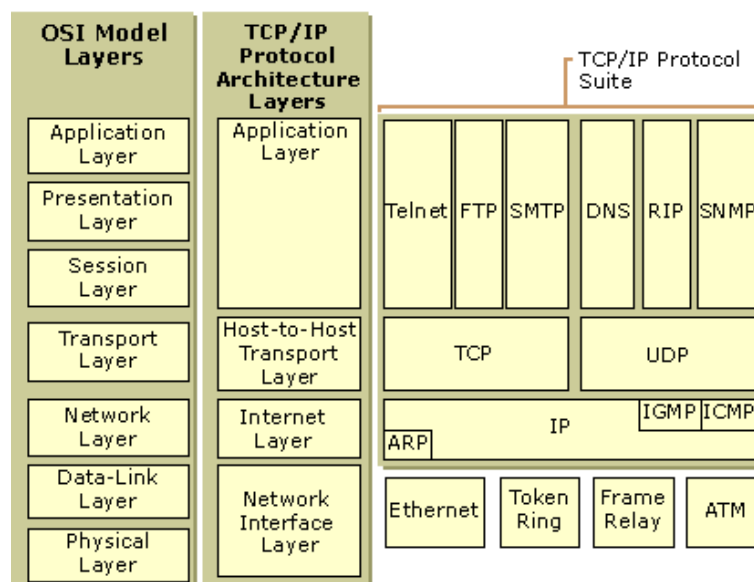 OSI Model
Layers
Application
Layer
Presentation
Layer
Session
Layer
Transport
Layer
Network
Layer
Data-Link
Layer
Physical
Layer
TCP/IP
Protocol
Architecture
Layers
Application
Layer
Host-to-Host
Transport
Layer
Internet
Layer
Network
Interface
Layer
TCP/IP Protocol
Suite
Telnet
FTP
SMTP
DNS
RIP
SNMP
TCP
UDP
IP
IGMP
ICMP
ARP
Ethernet
Token
Ring
Frame
Relay
ATM